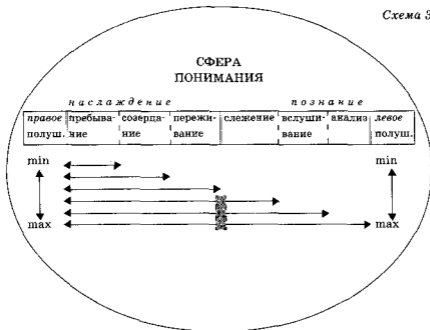 Схема 3
СФЕРА
ПОНИМАНИЯ
наслаждение познание
правое пребыва- созерца- пережи- слежение вслуши- анализ левое
полуш. ние ние вание вание полуш.
min min
max max